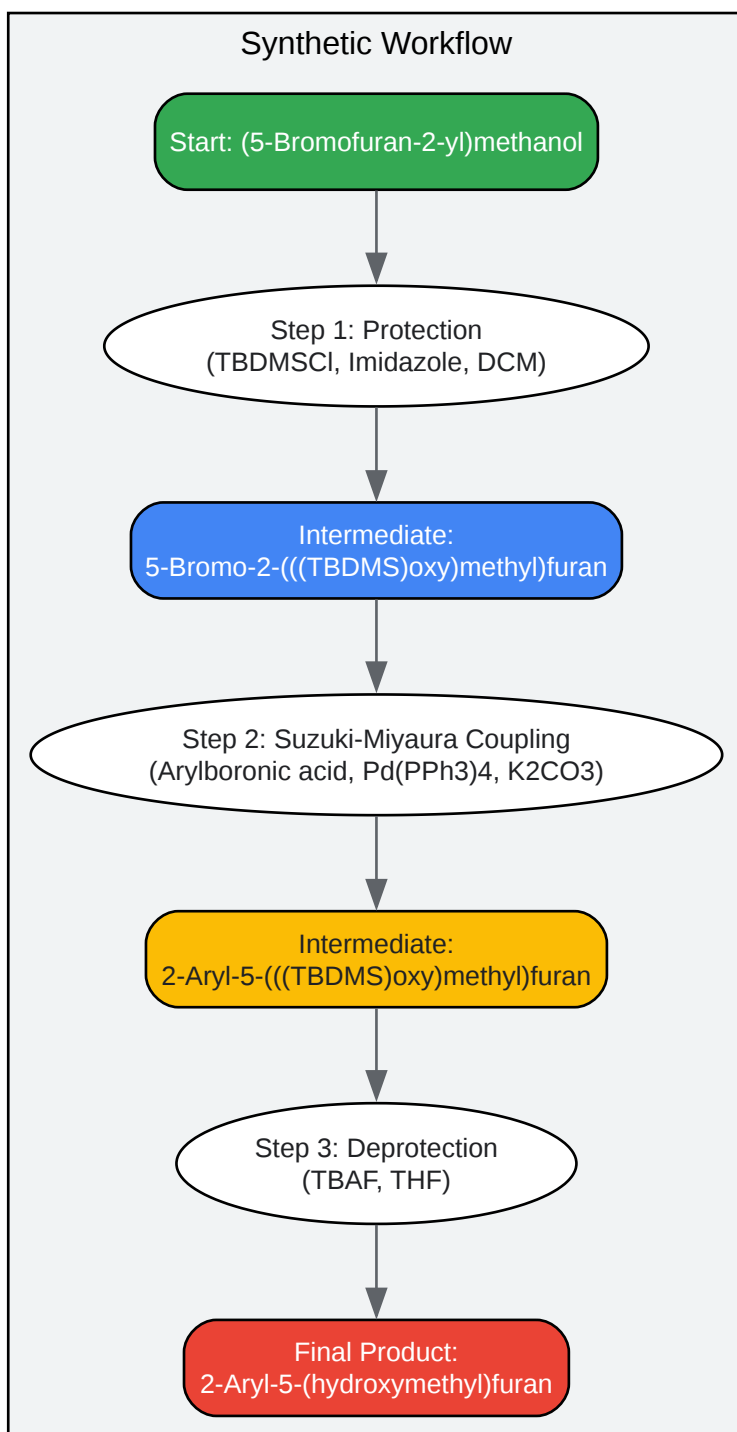 Synthetic Workflow
Start: (5-Bromofuran-2-yl)methanol
Step 1: Protection
(TBDMSCl, Imidazole, DCM)
Intermediate:
5-Bromo-2-(((TBDMS)oxy)methyl)furan
Step 2: Suzuki-Miyaura Coupling
(Arylboronic acid, Pd(PPh3)4, K2CO3)
Intermediate:
2-Aryl-5-(((TBDMS)oxy)methyl)furan
Step 3: Deprotection
(TBAF, THF)
Final Product:
2-Aryl-5-(hydroxymethyl)furan